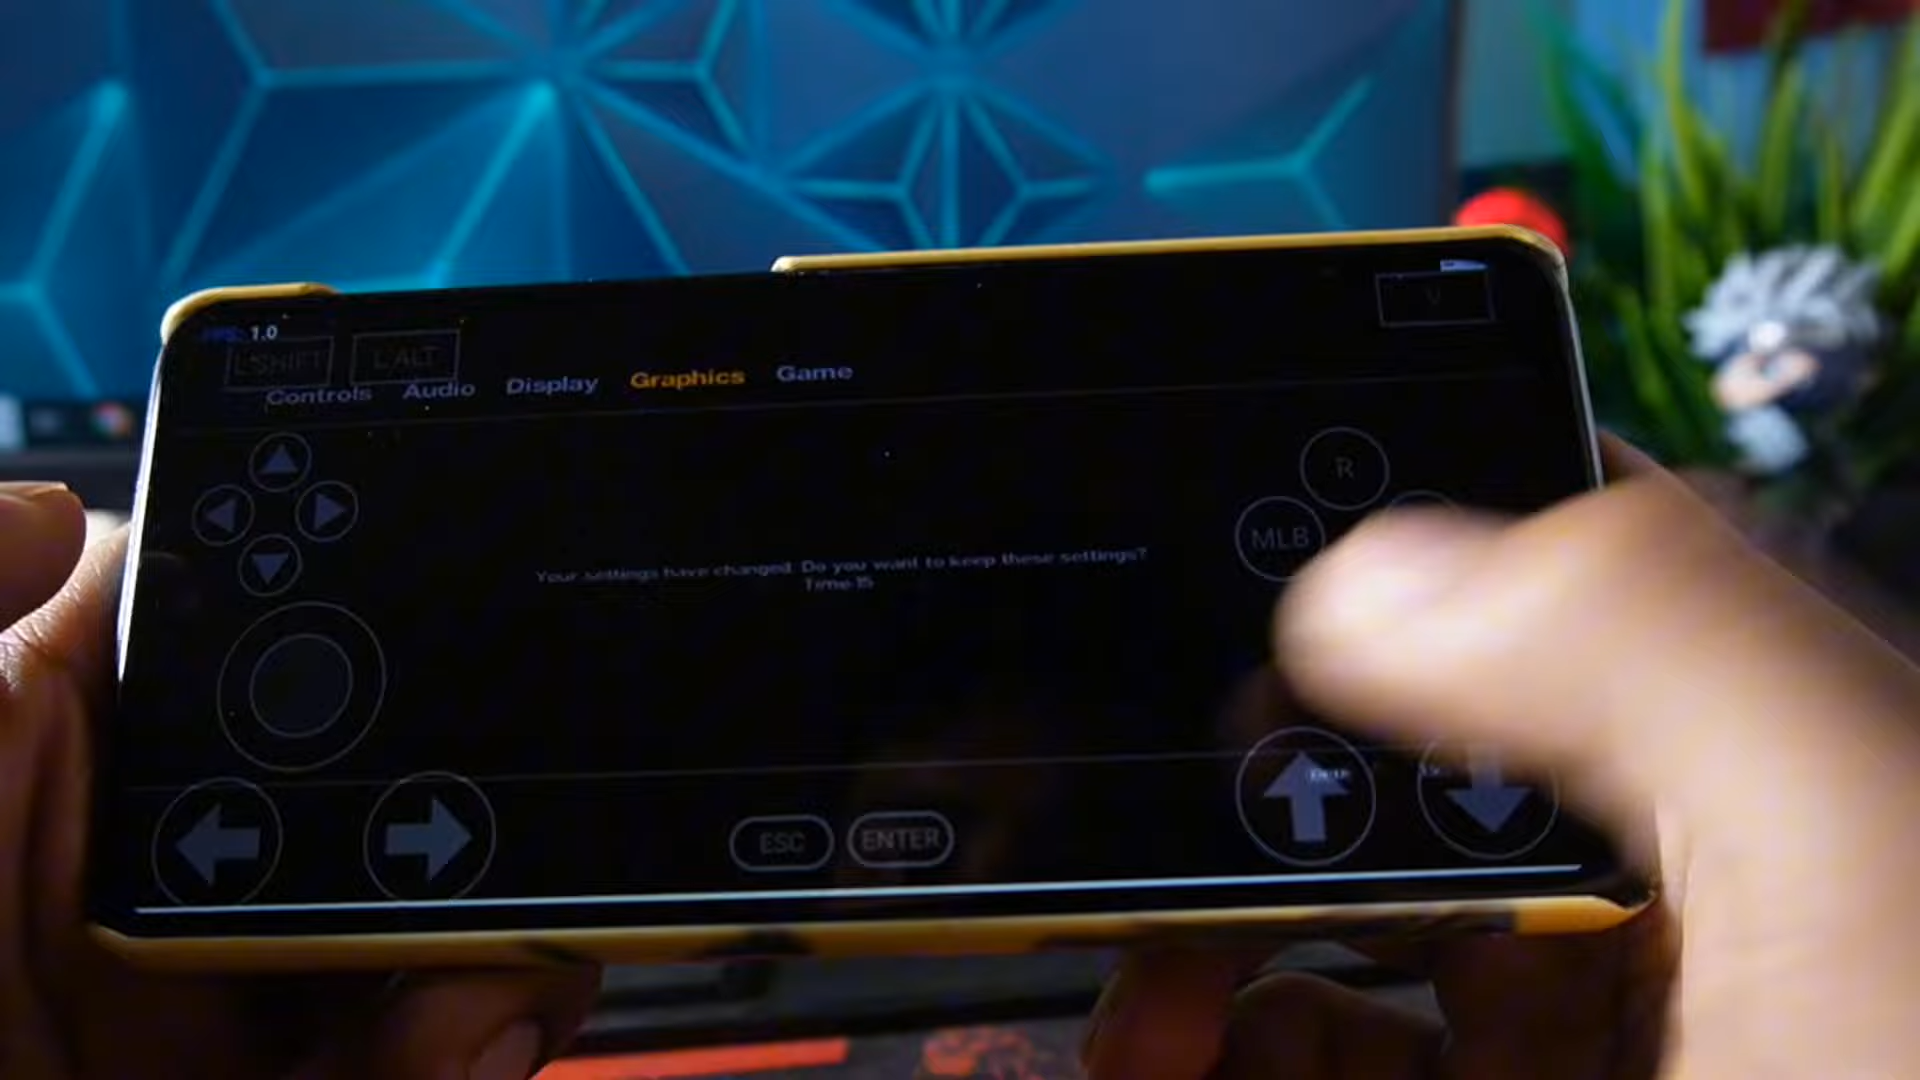 FPS: 1.0
L SHIFT L ALT
V
Controls Audio Display Graphics Game
R
MLB
Your settings have changed. Do you want to keep these settings?
Time 15
ESC ENTER